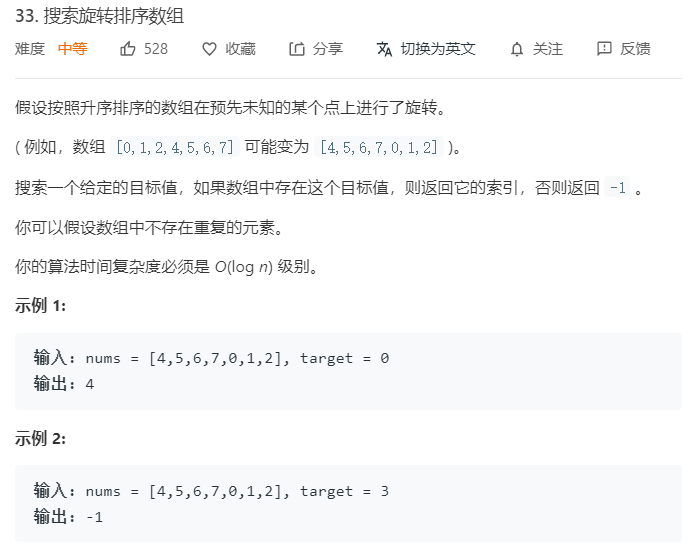 33. 搜索旋转排序数组
难度 中等 528 收藏 分享 切换为英文 关注 反馈
假设按照升序排序的数组在预先未知的某个点上进行了旋转。
( 例如，数组 [0,1,2,4,5,6,7] 可能变为 [4,5,6,7,0,1,2] )。
搜索一个给定的目标值，如果数组中存在这个目标值，则返回它的索引，否则返回 -1 。
你可以假设数组中不存在重复的元素。
你的算法时间复杂度必须是 O(log n) 级别。
示例 1:
输入: nums = [4,5,6,7,0,1,2], target = 0
输出: 4
示例 2:
输入: nums = [4,5,6,7,0,1,2], target = 3
输出: -1